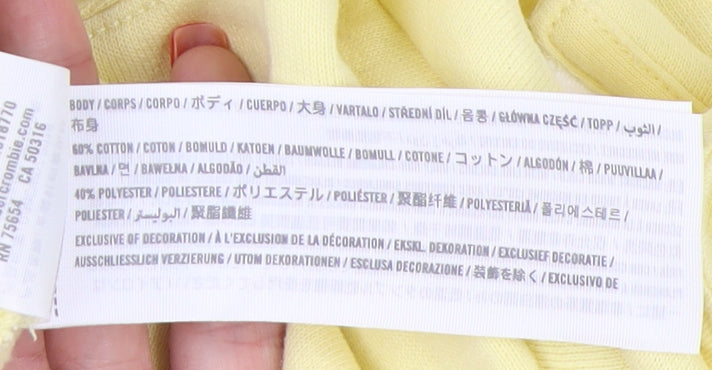 18770
crombie.com
RN 75654 CA 50316
BODY / CORPS / CORPO / ボディ / CUERPO / 大身 / VARTALO / STŘEDNÍ DÍL / 몸통 / GŁÓWNA CZĘŚĆ / TOPP / الثوب /
布身
60% COTTON / COTON / BOMULD / KATOEN / BAUMWOLLE / BOMULL / COTONE / コットン / ALGODÓN / 棉 / PUUVILLAA /
BAVLNA / 면 / BAWEŁNA / ALGODÃO / القطن
40% POLYESTER / POLIESTERE / ポリエステル / POLIÉSTER / 聚酯纤维 / POLYESTERIÄ / 폴리에스테르 /
POLIESTER / البوليستر / 聚酯纖維
EXCLUSIVE OF DECORATION / À L'EXCLUSION DE LA DÉCORATION / EKSKL. DEKORATION / EXCLUSIEF DECORATIE /
AUSSCHLIESSLICH VERZIERUNG / UTOM DEKORATIONEN / ESCLUSA DECORAZIONE / 装飾を除く / EXCLUSIVO DE